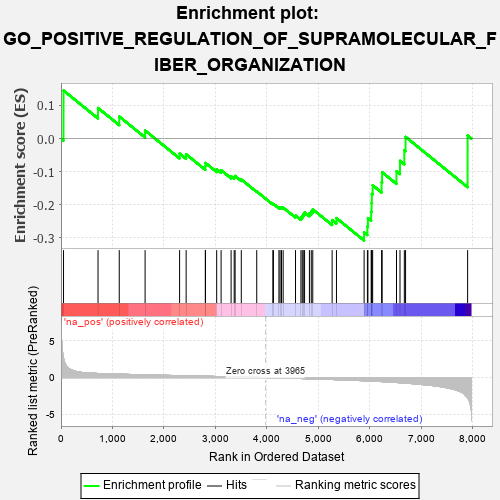 Enrichment plot:
GO_POSITIVE_REGULATION_OF_SUPRAMOLECULAR_F
IBER_ORGANIZATION
Enrichment score (ES)
0.1
0.0
-0.1
-0.2
-0.3
'na_pos' (positively correlated)
Ranked list metric (PreRanked)
5
0
-5
Zero cross at 3965
'na_neg' (negatively correlated)
0
1,000
2,000
3,000
4,000
5,000
6,000
7,000
8,000
Rank in Ordered Dataset
Enrichment profile
Hits
Ranking metric scores